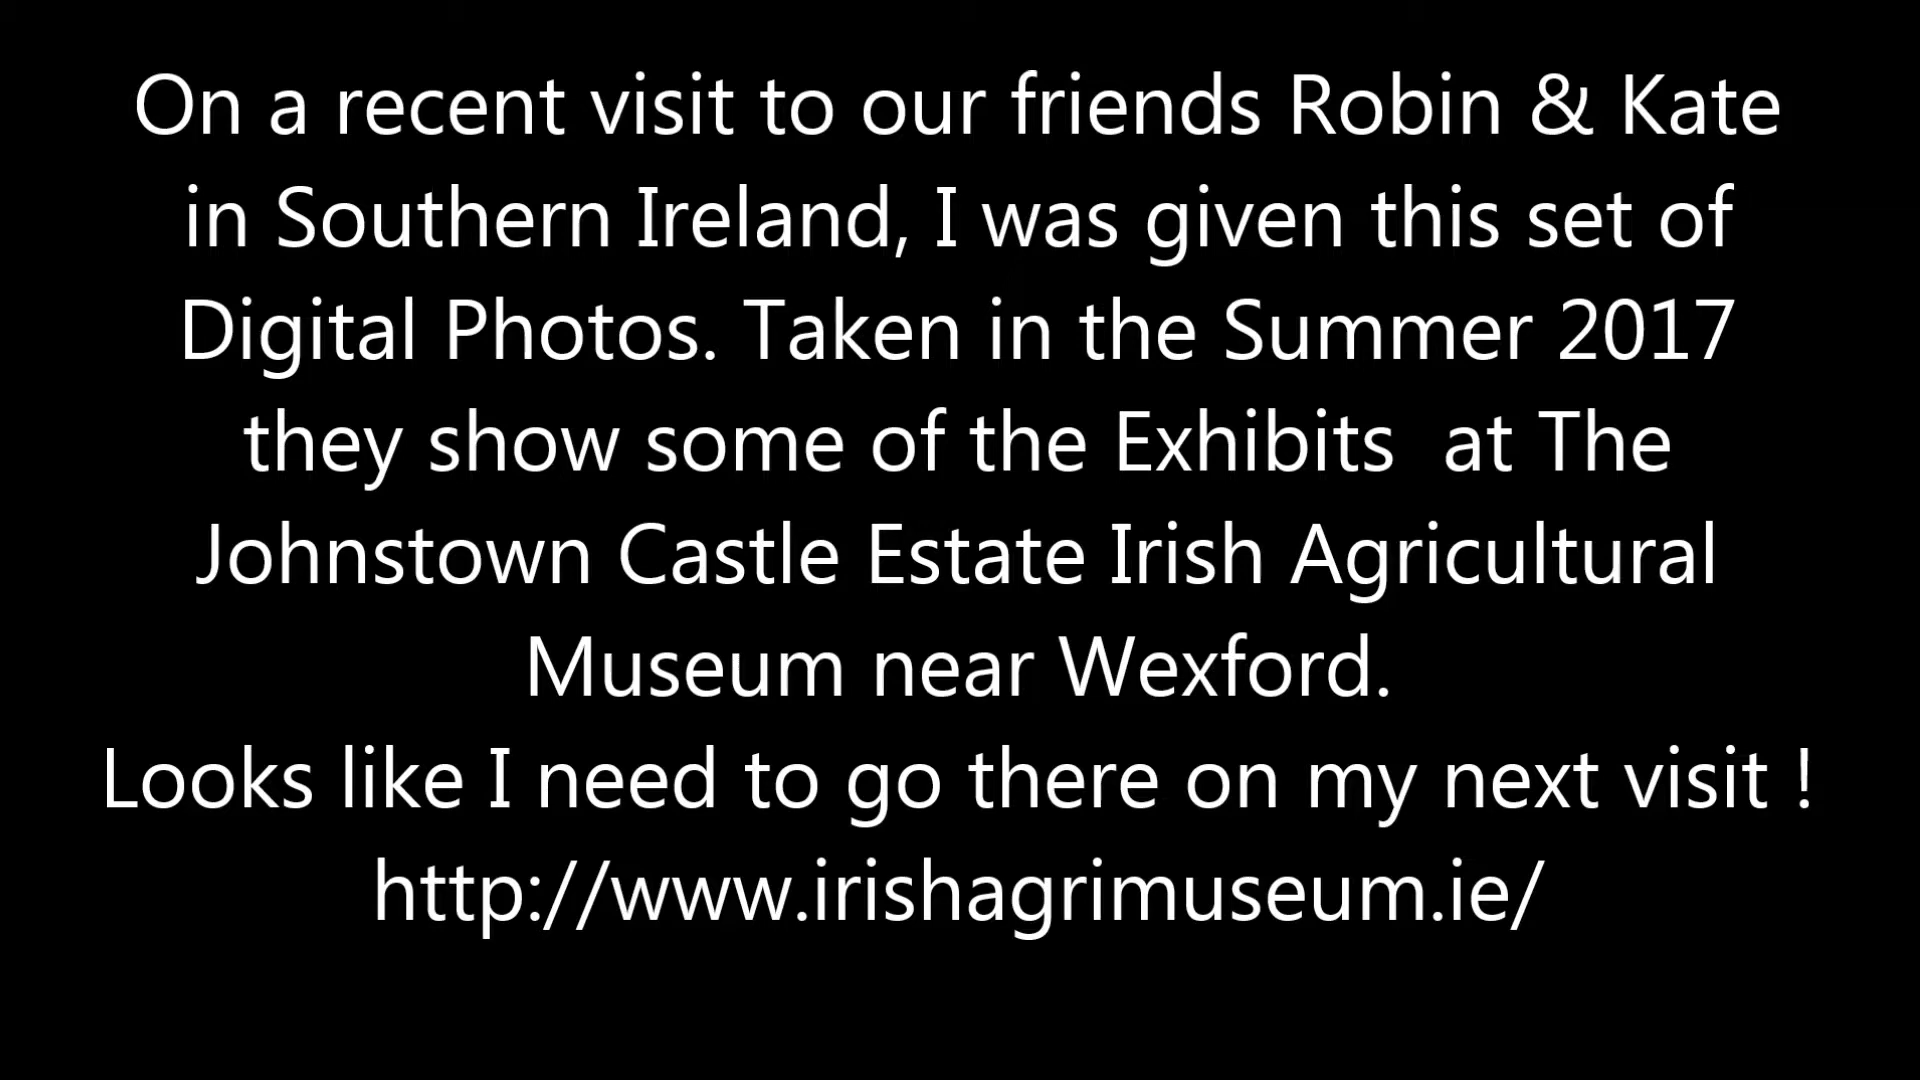 On a recent visit to our friends Robin & Kate
in Southern Ireland, I was given this set of
Digital Photos. Taken in the Summer 2017
they show some of the Exhibits  at The
Johnstown Castle Estate Irish Agricultural
Museum near Wexford.
Looks like I need to go there on my next visit !
http://www.irishagrimuseum.ie/